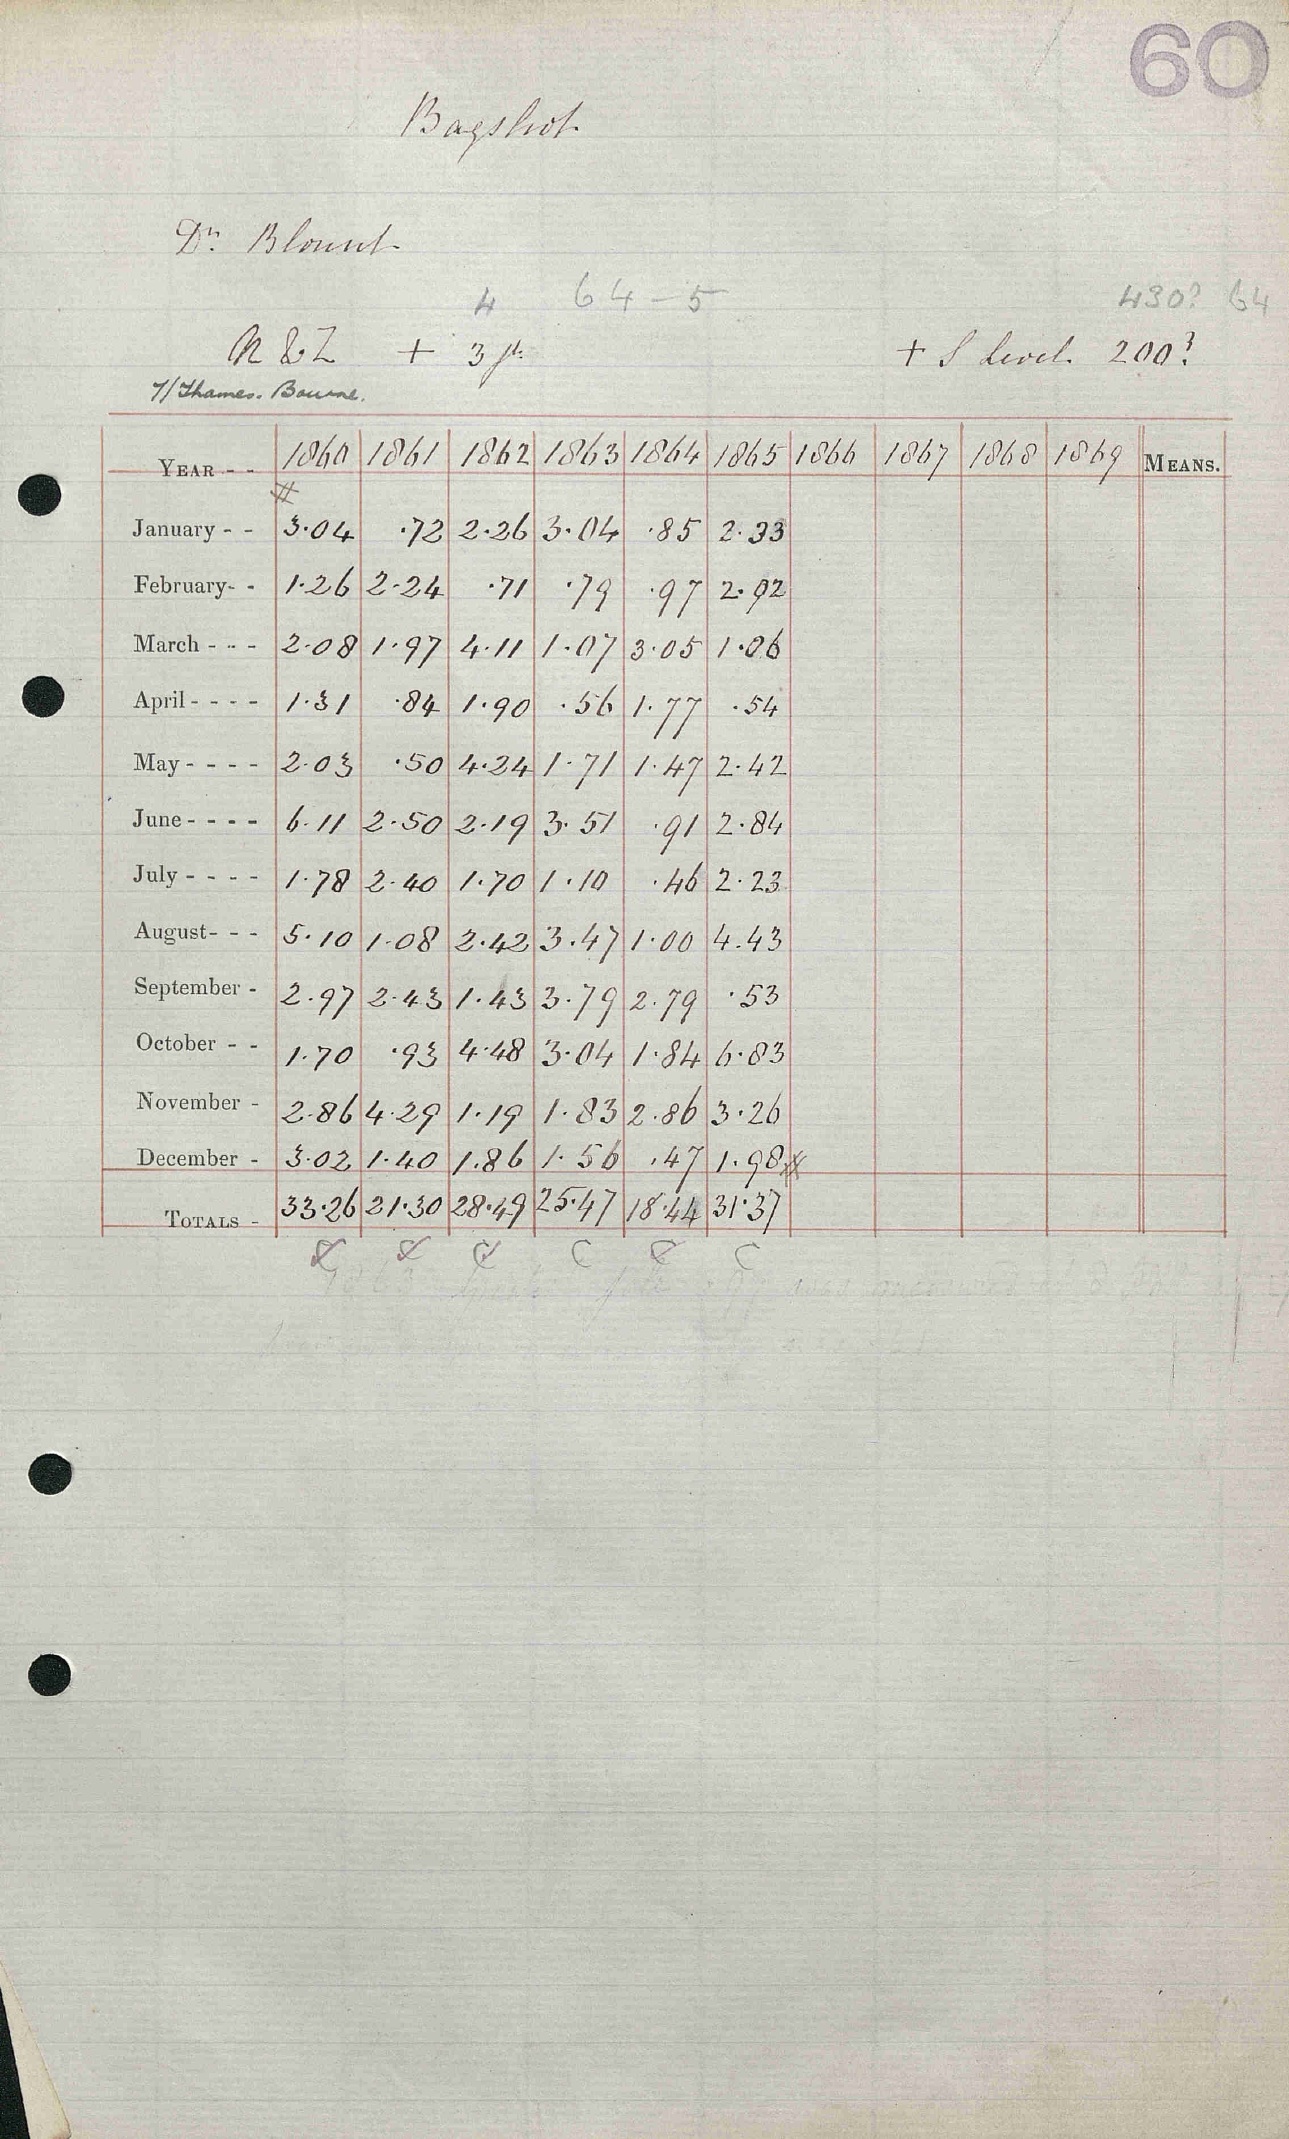 60
Bagshot
Dr. Blount
4 64-5 430? 64
R & Z + 3 ft + S Level 200?
7/Thames. Bourne.
YEAR - - 1860 1861 1862 1863 1864 1865 1866 1867 1868 1869 MEANS.
January - - 3.04 .72 2.26 3.04 .85 2.33
February- - 1.26 2.24 .71 .79 .97 2.92
March - - - 2.08 1.97 4.11 1.07 3.05 1.06
April - - - - 1.31 .84 1.90 .56 1.77 .54
May - - - - 2.03 .50 4.24 1.71 1.47 2.42
June - - - - 6.11 2.50 2.19 3.51 .91 2.84
July - - - - 1.78 2.40 1.70 1.10 .46 2.23
August- - - 5.10 1.08 2.42 3.47 1.00 4.43
September - 2.97 2.43 1.43 3.79 2.79 .53
October - - 1.70 .93 4.48 3.04 1.84 6.83
November - 2.86 4.29 1.19 1.83 2.86 3.26
December - 3.02 1.40 1.86 1.56 .47 1.98
TOTALS - 33.26 21.30 28.49 25.47 18.44 31.37
C C C C C C
1863 was measured